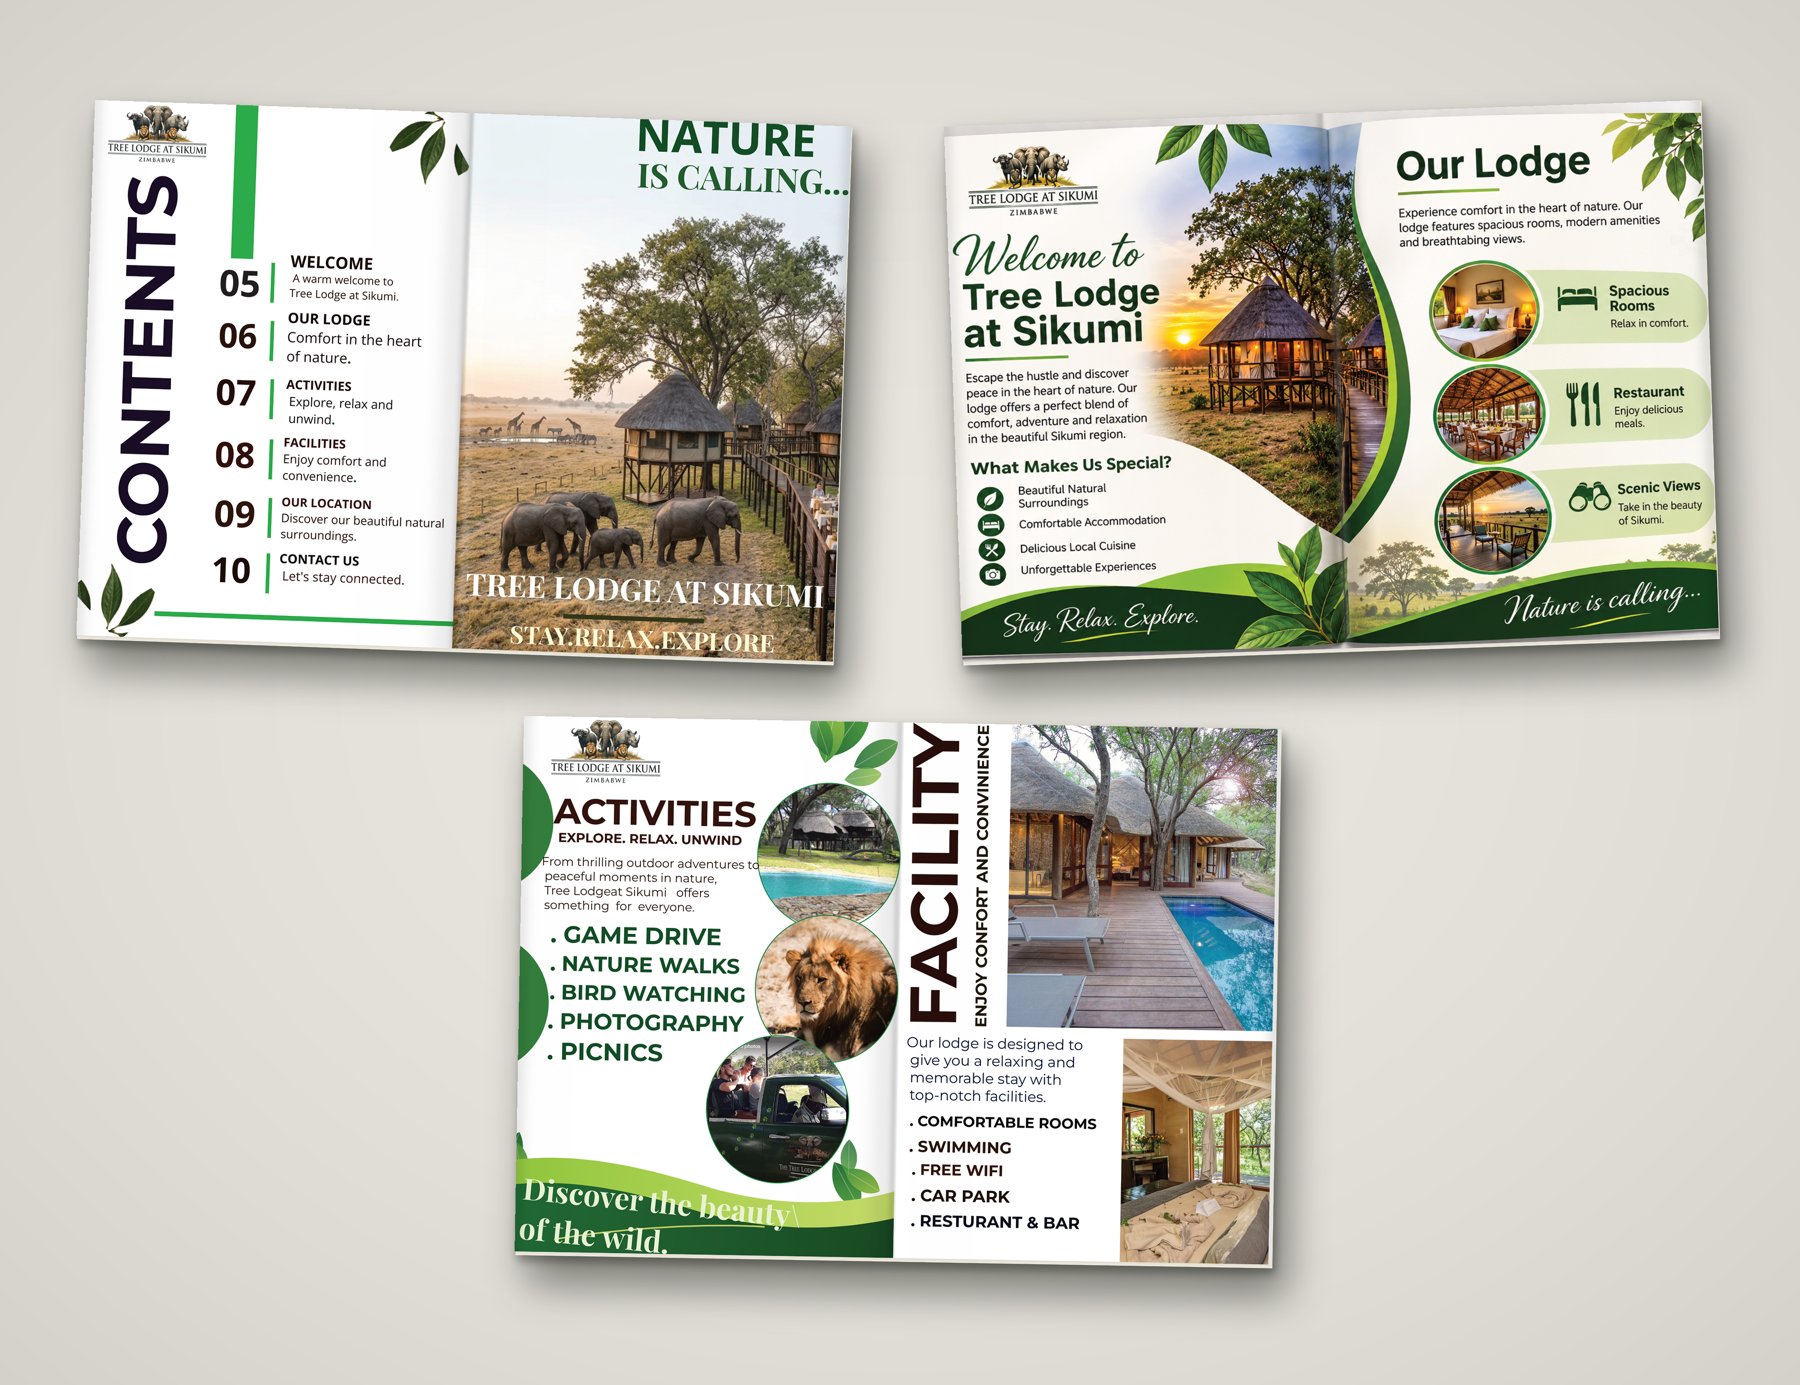 TREE LODGE AT SIKUMI
ZIMBABWE
CONTENTS
05
WELCOME
A warm welcome to
Tree Lodge at Sikumi.
06
OUR LODGE
Comfort in the heart
of nature.
07
ACTIVITIES
Explore, relax and
unwind.
08
FACILITIES
Enjoy comfort and
convenience.
09
OUR LOCATION
Discover our beautiful natural
surroundings.
10
CONTACT US
Let's stay connected.
NATURE
IS CALLING...
TREE LODGE AT SIKUMI
STAY.RELAX.EXPLORE
TREE LODGE AT SIKUMI
ZIMBABWE
Welcome to
Tree Lodge
at Sikumi
Escape the hustle and discover
peace in the heart of nature. Our
lodge offers a perfect blend of
comfort, adventure and relaxation
in the beautiful Sikumi region.
What Makes Us Special?
Beautiful Natural
Surroundings
Comfortable Accommodation
Delicious Local Cuisine
Unforgettable Experiences
Stay. Relax. Explore.
Our Lodge
Experience comfort in the heart of nature. Our
lodge features spacious rooms, modern amenities
and breathtabing views.
Spacious
Rooms
Relax in comfort.
Restaurant
Enjoy delicious
meals.
Scenic Views
Take in the beauty
of Sikumi.
Nature is calling...
TREE LODGE AT SIKUMI
ZIMBABWE
ACTIVITIES
EXPLORE. RELAX. UNWIND
From thrilling outdoor adventures to
peaceful moments in nature,
Tree Lodgeat Sikumi offers
something for everyone.
. GAME DRIVE
. NATURE WALKS
. BIRD WATCHING
. PHOTOGRAPHY
. PICNICS
photos
THE TREE LODGE
Discover the beauty\
of the wild.
FACILITY
ENJOY CONFORT AND CONVINIENCE
Our lodge is designed to
give you a relaxing and
memorable stay with
top-notch facilities.
. COMFORTABLE ROOMS
. SWIMMING
. FREE WIFI
. CAR PARK
. RESTURANT & BAR